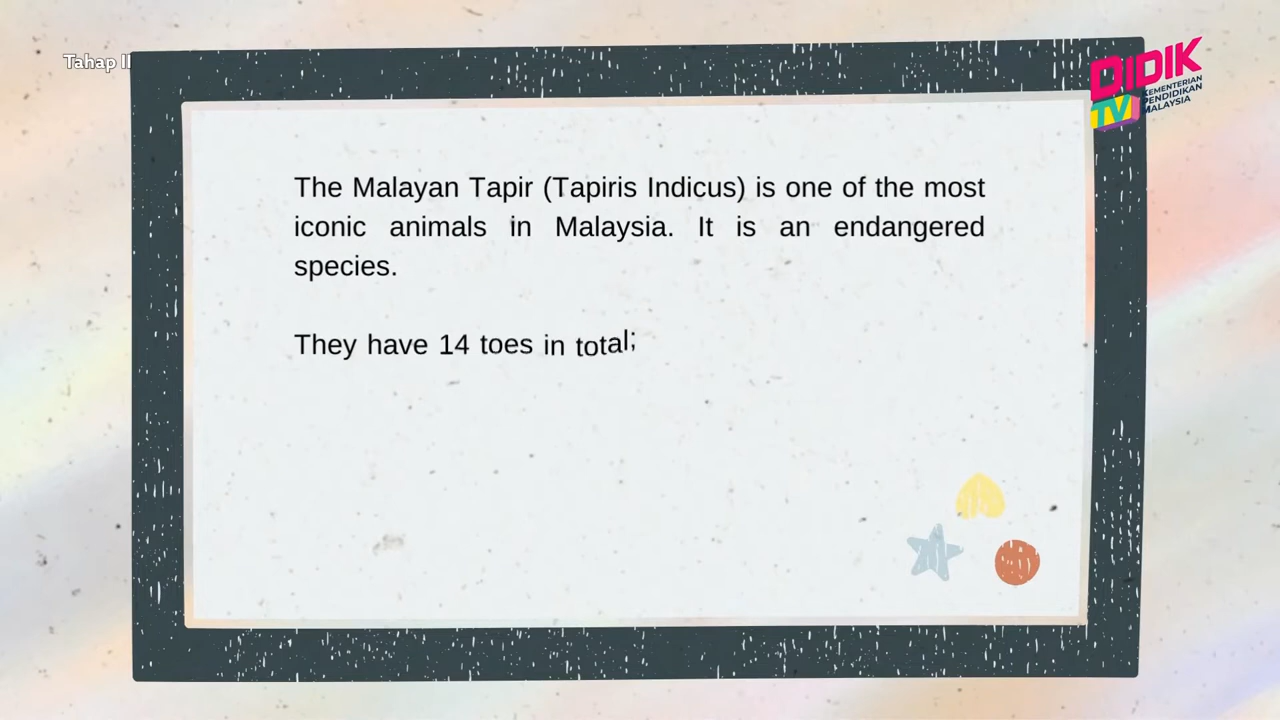 Tahap II
DIDIK
TV
KEMENTERIAN
PENDIDIKAN
MALAYSIA
The Malayan Tapir (Tapiris Indicus) is one of the most
iconic animals in Malaysia. It is an endangered
species.
They have 14 toes in total;